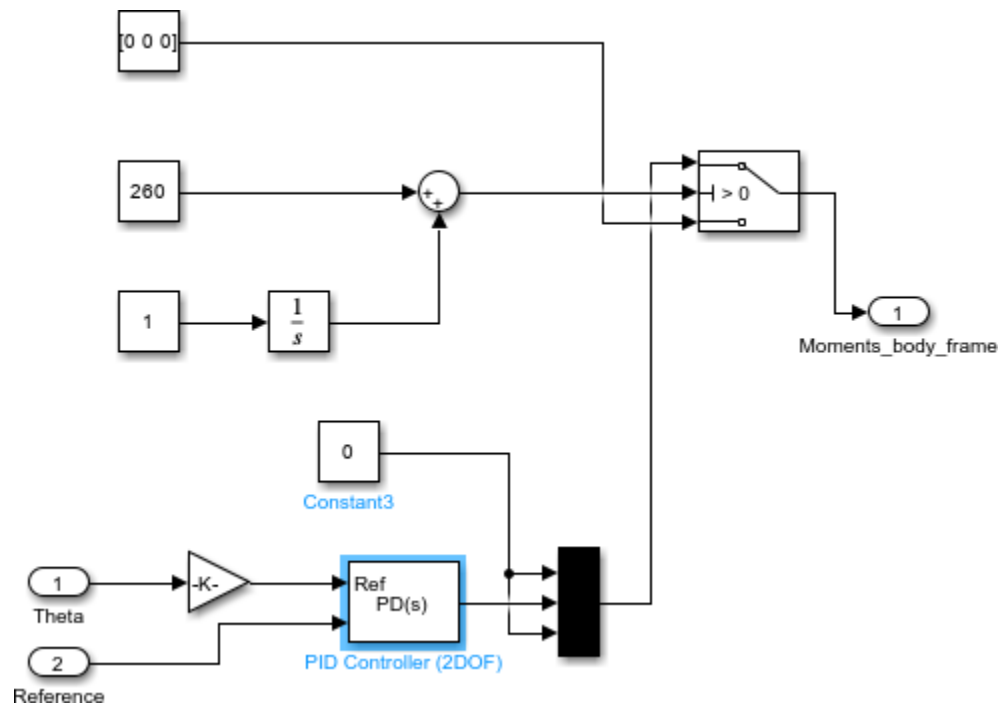 [0 0 0]
260
+
+
> 0
1
1
s
1
Moments_body_frame
0
Constant3
1
Theta
-K-
Ref
PD(s)
PID Controller (2DOF)
2
Reference